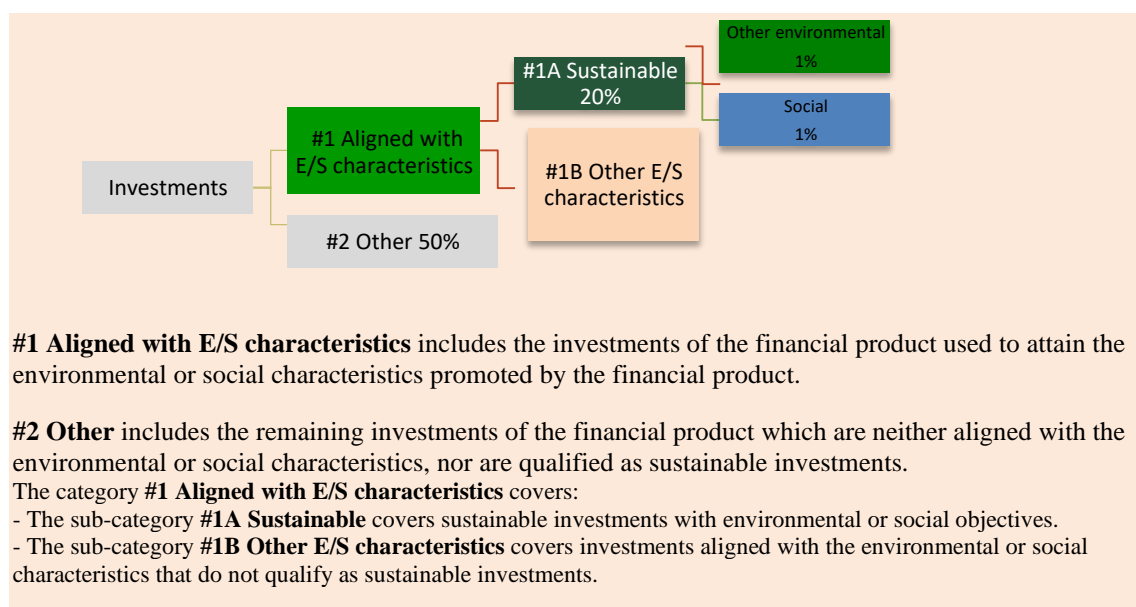 Other environmental
1%
#1A Sustainable
20%
Social
1%
#1 Aligned with
E/S characteristics
#1B Other E/S
characteristics
Investments
#2 Other 50%
#1 Aligned with E/S characteristics includes the investments of the financial product used to attain the
environmental or social characteristics promoted by the financial product.
#2 Other includes the remaining investments of the financial product which are neither aligned with the
environmental or social characteristics, nor are qualified as sustainable investments.
The category #1 Aligned with E/S characteristics covers:
- The sub-category #1A Sustainable covers sustainable investments with environmental or social objectives.
- The sub-category #1B Other E/S characteristics covers investments aligned with the environmental or social
characteristics that do not qualify as sustainable investments.